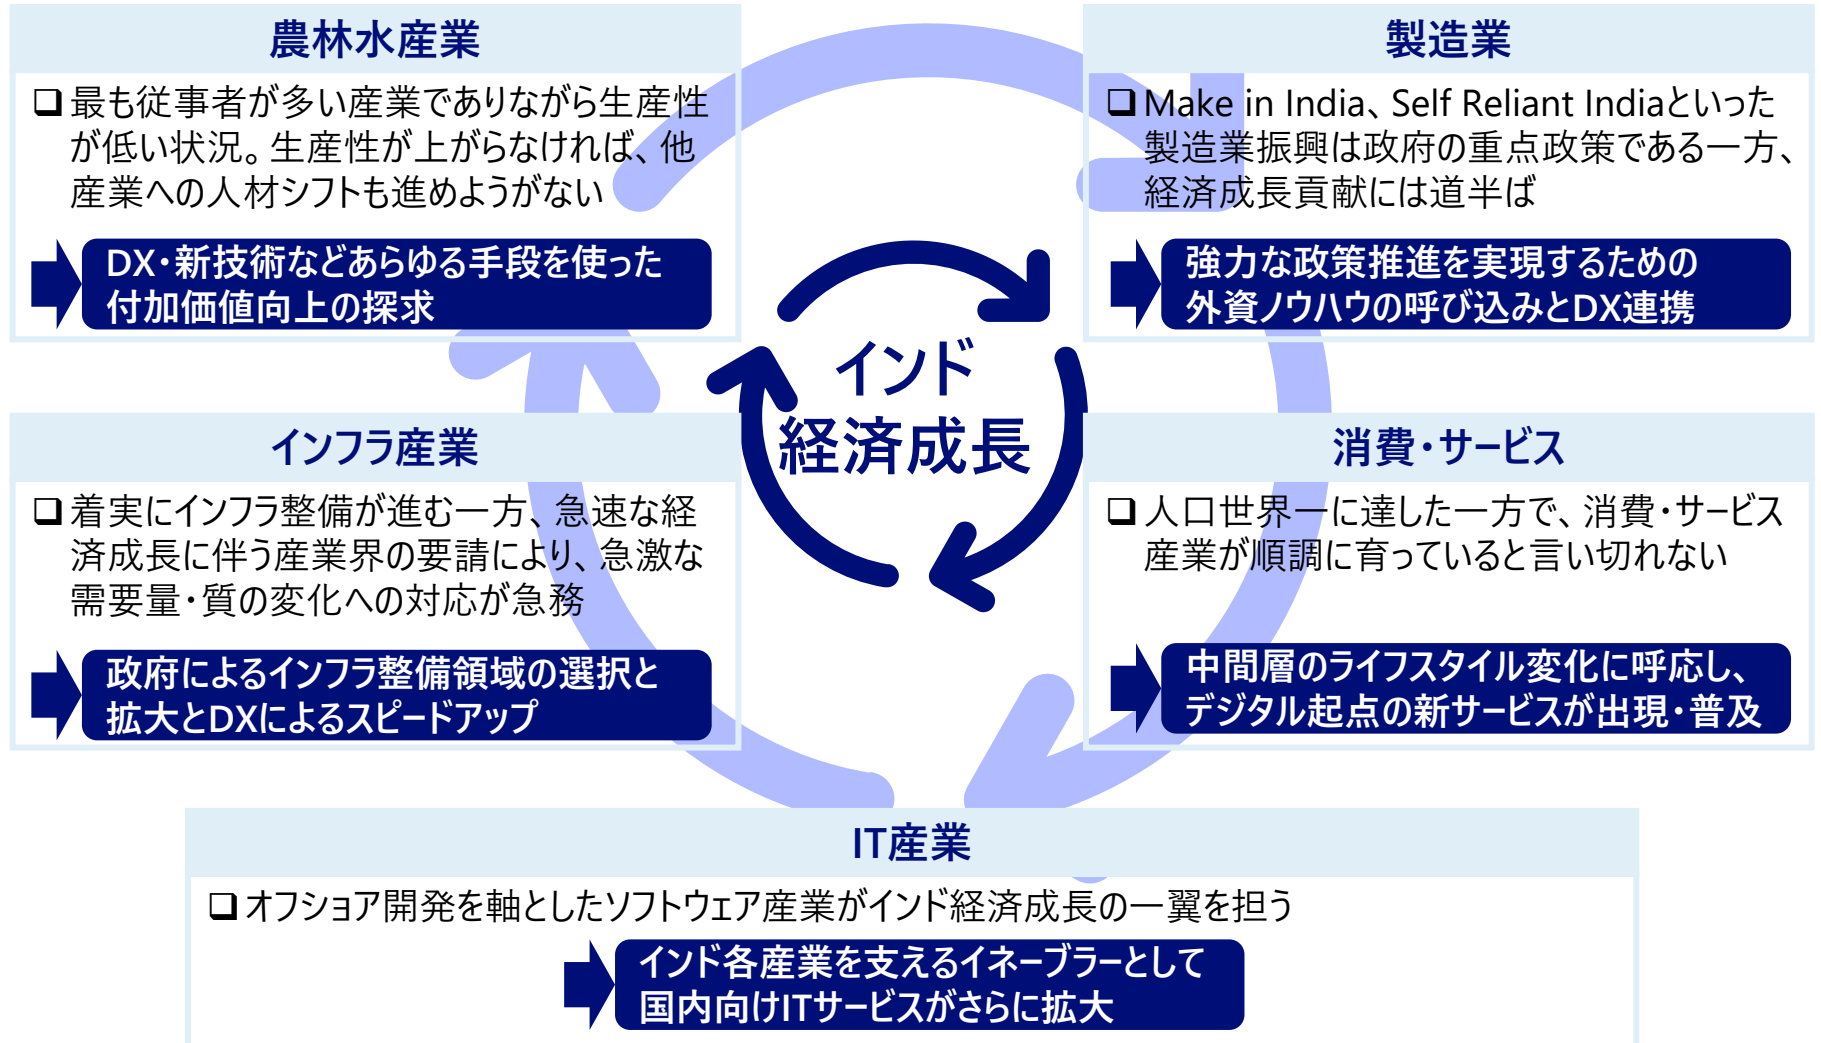 農林水産業
❑最も従事者が多い産業でありながら生産性
が低い状況。生産性が上がらなければ、他
産業への人材シフトも進めようがない
DX・新技術などあらゆる手段を使った
付加価値向上の探求
製造業
❑Make in India、Self Reliant Indiaといった
製造業振興は政府の重点政策である一方、
経済成長貢献には道半ば
強力な政策推進を実現するための
外資ノウハウの呼び込みとDX連携
インド
経済成長
インフラ産業
❑着実にインフラ整備が進む一方、急速な経
済成長に伴う産業界の要請により、急激な
需要量・質の変化への対応が急務
政府によるインフラ整備領域の選択と
拡大とDXによるスピードアップ
消費・サービス
❑人口世界一に達した一方で、消費・サービス
産業が順調に育っていると言い切れない
中間層のライフスタイル変化に呼応し、
デジタル起点の新サービスが出現・普及
IT産業
❑オフショア開発を軸としたソフトウェア産業がインド経済成長の一翼を担う
インド各産業を支えるイネーブラーとして
国内向けITサービスがさらに拡大